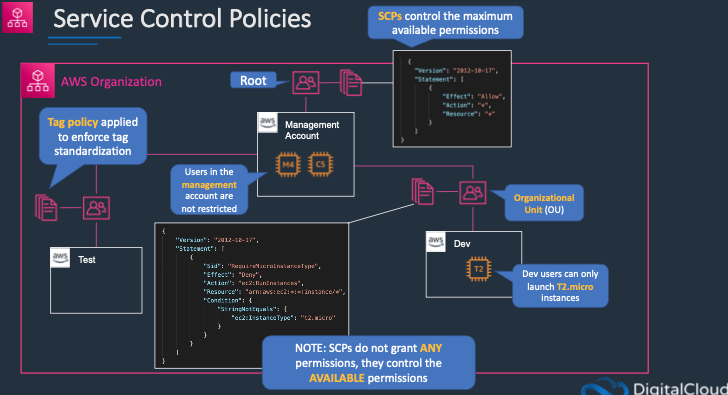 Service Control Policies
SCPs control the maximum
available permissions
AWS Organization
Root
{
"Version": "2012-10-17",
"Statement": [
{
"Effect": "Allow",
"Action": "*",
"Resource": "*"
}
]
}
Tag policy applied
to enforce tag
standardization
aws
Management
Account
M4
C5
Users in the
management
account are
not restricted
Organizational
Unit (OU)
aws
Test
{
"Version": "2012-10-17",
"Statement": [
{
"Sid": "RequireMicroInstanceType",
"Effect": "Deny",
"Action": "ec2:RunInstances",
"Resource": "arn:aws:ec2:*:*:instance/*",
"Condition": {
"StringNotEquals": {
"ec2:InstanceType": "t2.micro"
}
}
}
]
}
aws
Dev
T2
Dev users can only
launch T2.micro
instances
NOTE: SCPs do not grant ANY
permissions, they control the
AVAILABLE permissions
DigitalCloud